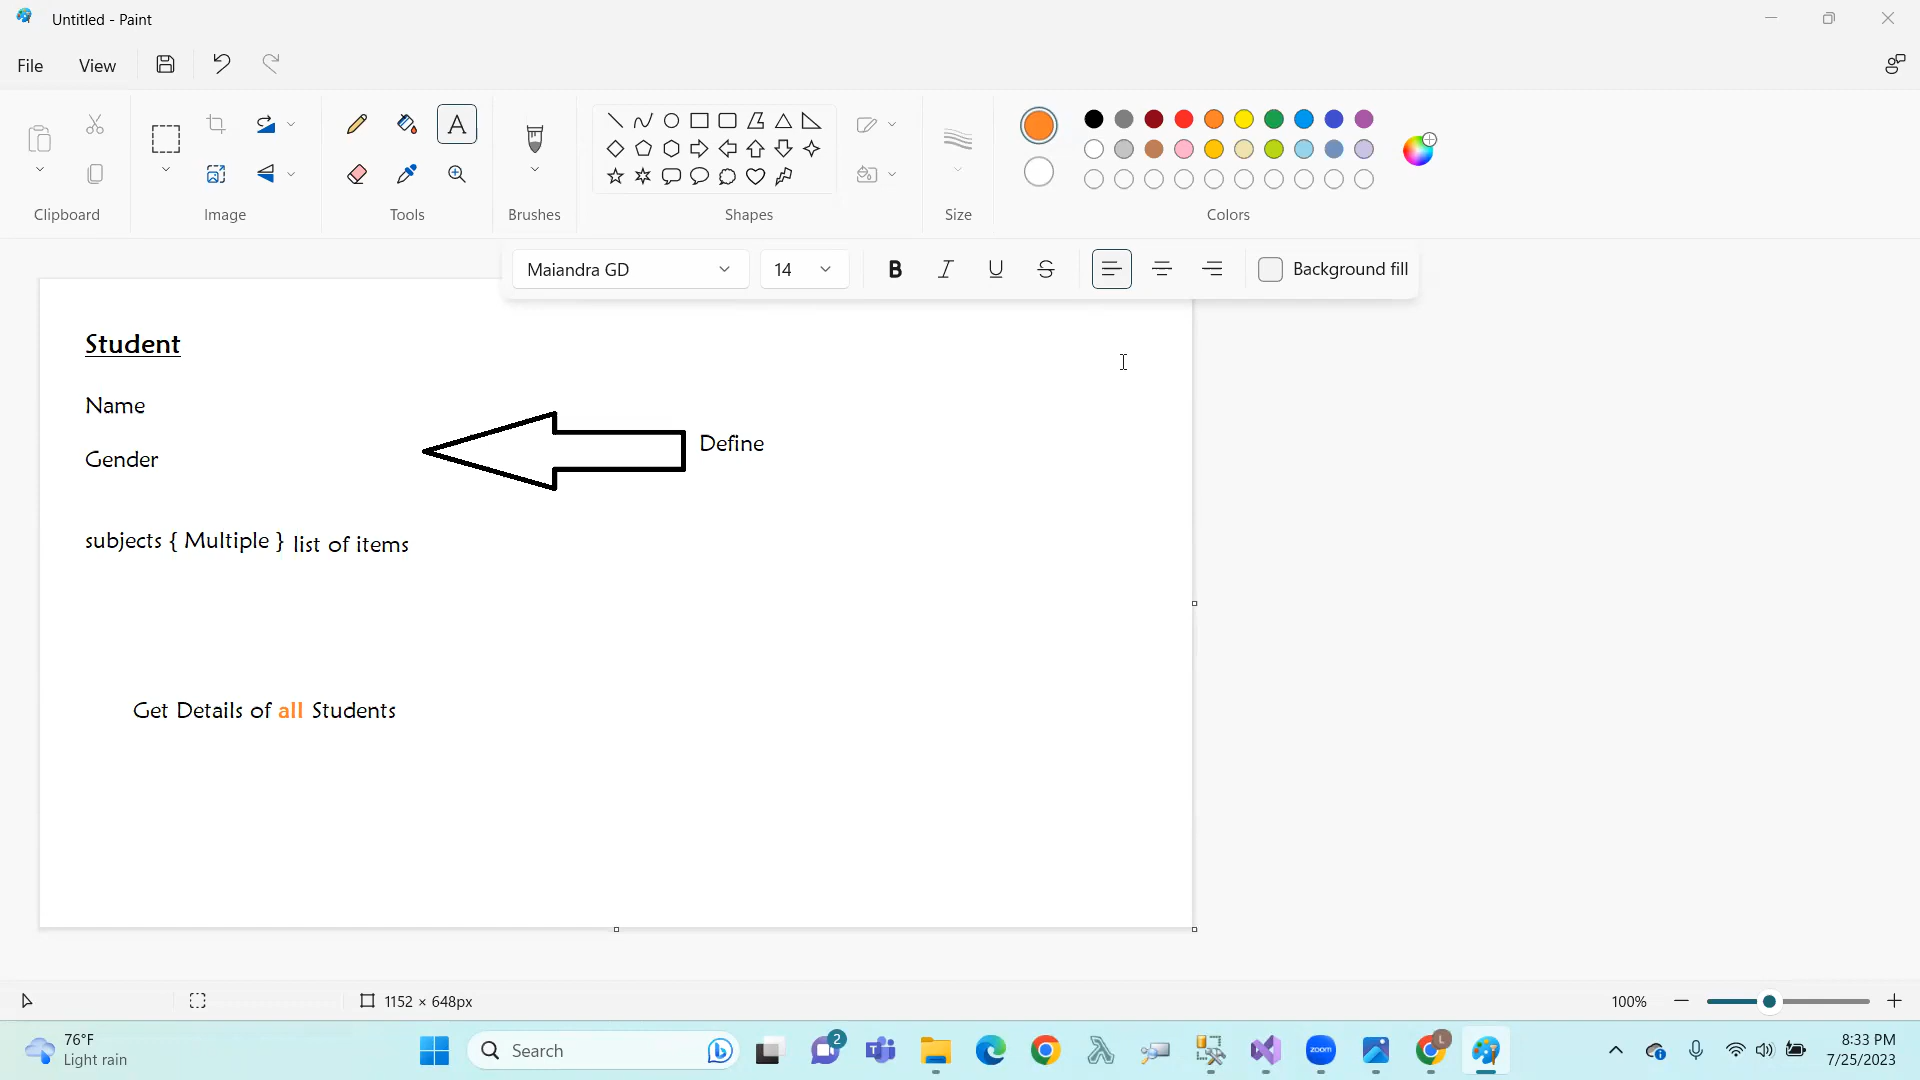 Untitled - Paint
File View
Clipboard Image Tools Brushes Shapes Size Colors
Maiandra GD 14 B I U S Background fill
Student
Name
Define
Gender
subjects { Multiple } list of items
Get Details of all Students
1152 × 648px 100%
76°F
Light rain
Search
2
zoom
L
8:33 PM
7/25/2023